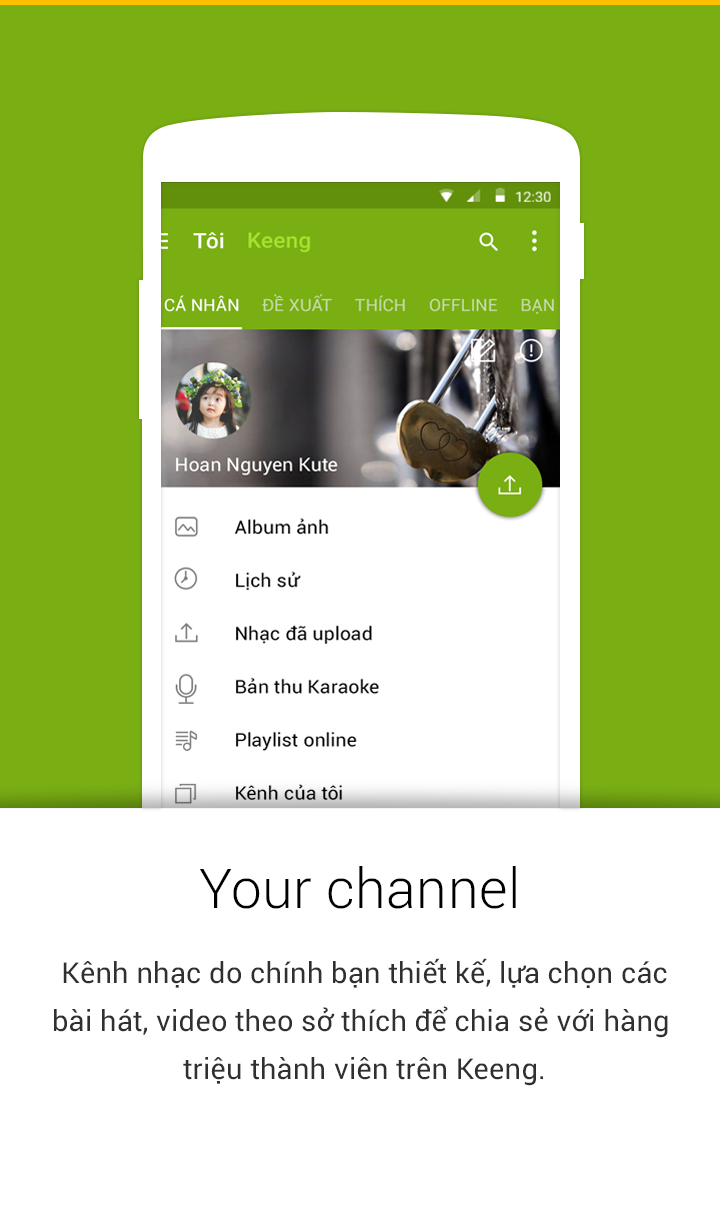 12:30
Tôi Keeng
CÁ NHÂN ĐỀ XUẤT THÍCH OFFLINE BẠN
Hoan Nguyen Kute
Album ảnh
Lịch sử
Nhạc đã upload
Bản thu Karaoke
Playlist online
Kênh của tôi
Your channel
Kênh nhạc do chính bạn thiết kế, lựa chọn các
bài hát, video theo sở thích để chia sẻ với hàng
triệu thành viên trên Keeng.